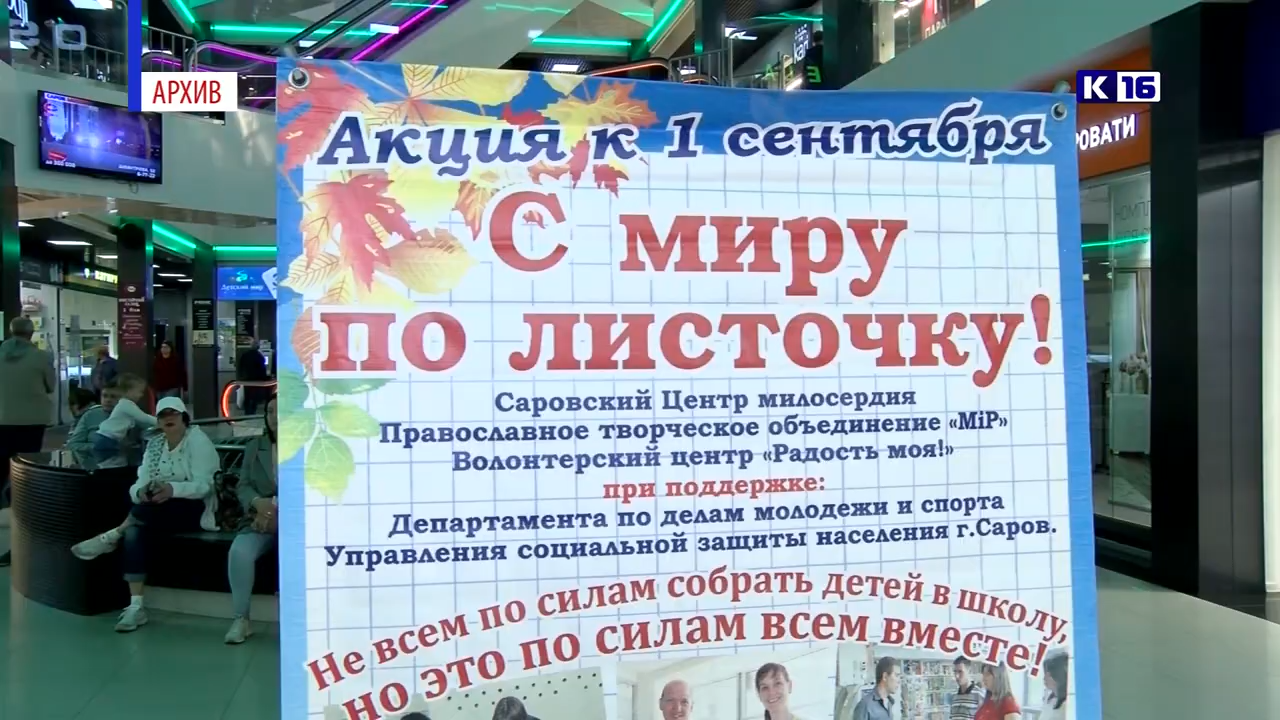 АРХИВ
К 16
РОВАТИ
Детский мир
Акция к 1 сентября
С миру
по листочку!
Саровский Центр милосердия
Православное творческое объединение «МiР»
Волонтерский центр «Радость моя!»
при поддержке:
Департамента по делам молодежи и спорта
Управления социальной защиты населения г.Саров.
Не всем по силам собрать детей в школу,
но это по силам всем вместе!